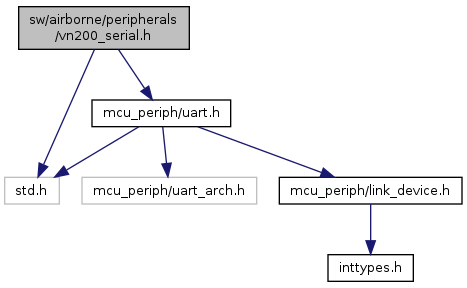 sw/airborne/peripherals
/vn200_serial.h
mcu_periph/uart.h
std.h
mcu_periph/uart_arch.h
mcu_periph/link_device.h
inttypes.h